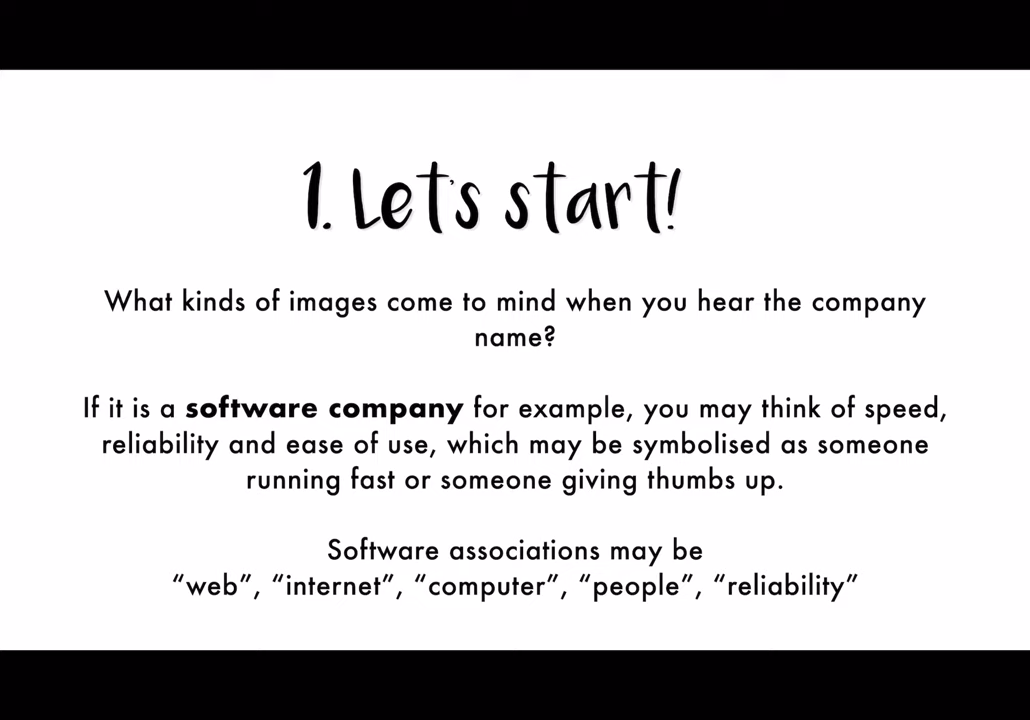 1. Let's start!
What kinds of images come to mind when you hear the company
name?
If it is a software company for example, you may think of speed,
reliability and ease of use, which may be symbolised as someone
running fast or someone giving thumbs up.
Software associations may be
“web”, “internet”, “computer”, “people”, “reliability”